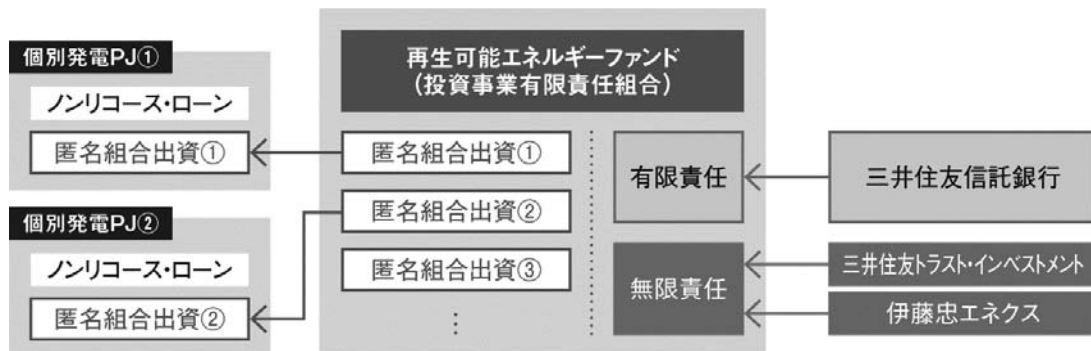 個別発電PJ①
ノンリコース・ローン
匿名組合出資①
個別発電PJ②
ノンリコース・ローン
匿名組合出資②
再生可能エネルギーファンド
（投資事業有限責任組合）
匿名組合出資①
匿名組合出資②
匿名組合出資③
⋮
有限責任
無限責任
三井住友信託銀行
三井住友トラスト・インベストメント
伊藤忠エネクス